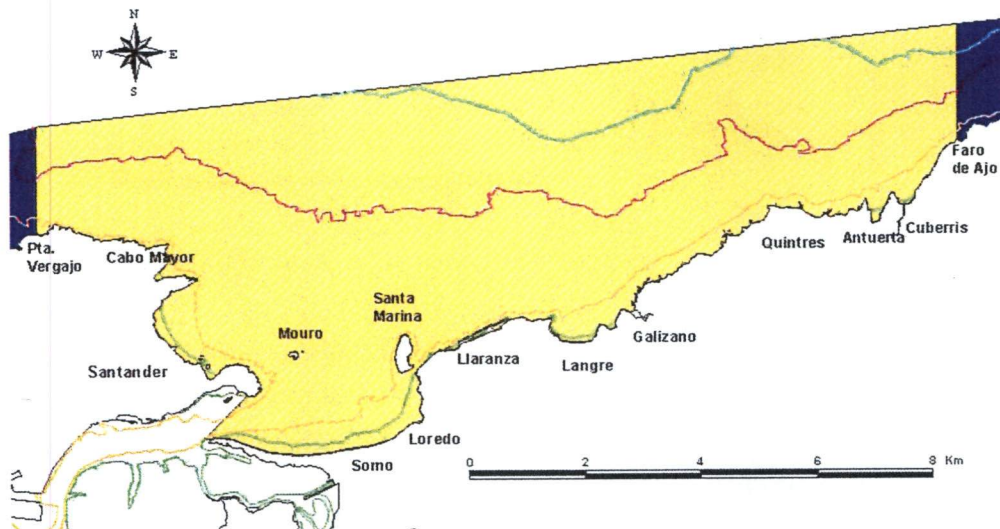 N
W E
S
Faro
de Ajo
Pta.
Vergajo
Cabo Mayor
Quintres
Antuerta
Cuberris
Santa
Marina
Mouro
Galizano
Llaranza
Langre
Santander
Loredo
Somo
0 2 4 6 8 Km